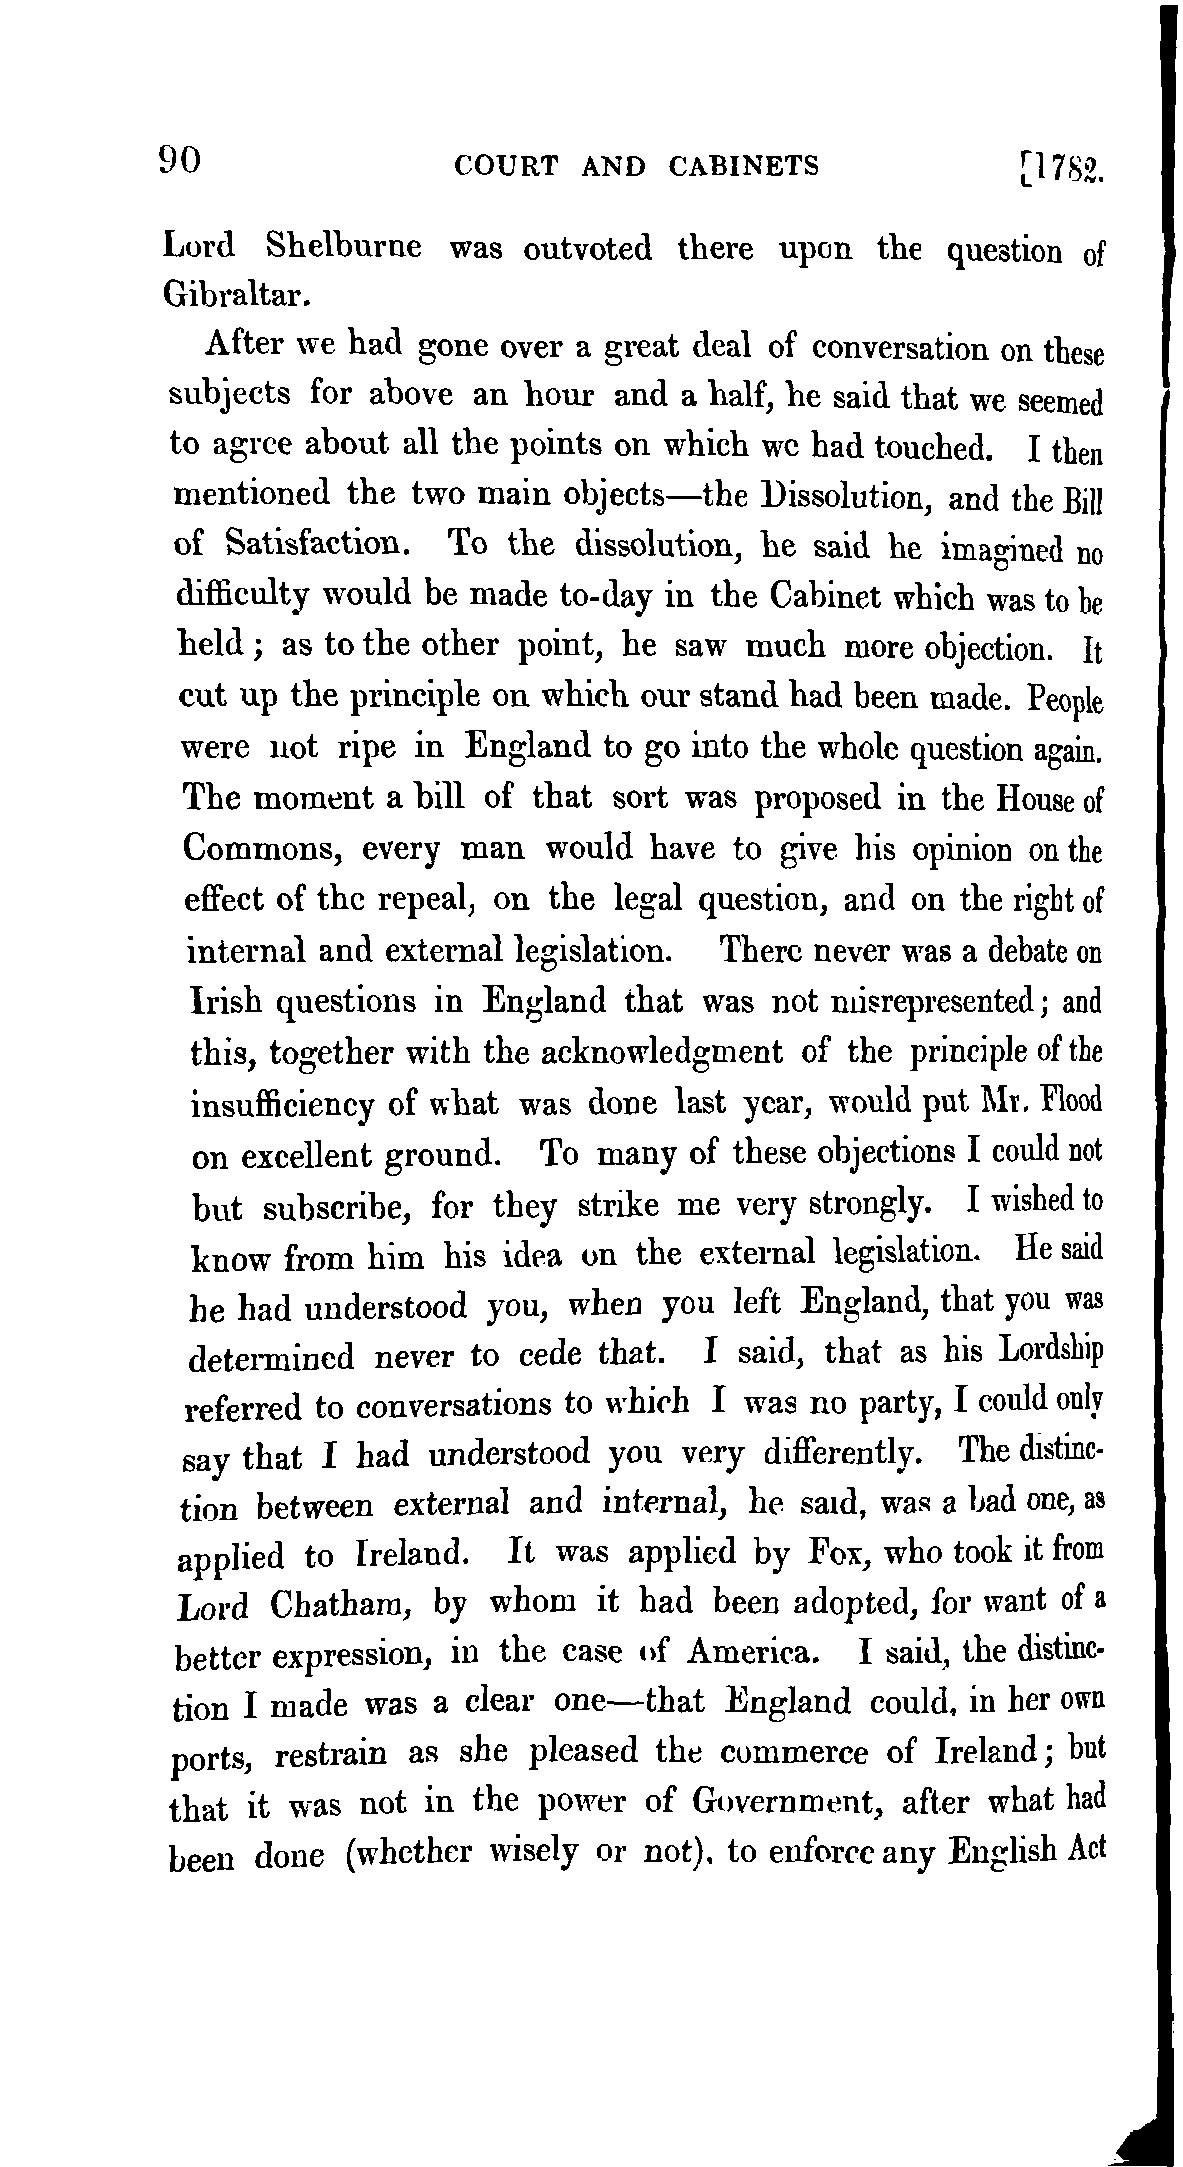 90 COURT AND CABINETS [1782.
Lord Shelburne was outvoted there upon the question of
Gibraltar.
After we had gone over a great deal of conversation on these
subjects for above an hour and a half, he said that we seemed
to agree about all the points on which we had touched. I then
mentioned the two main objects—the Dissolution, and the Bill
of Satisfaction. To the dissolution, he said he imagined no
difficulty would be made to-day in the Cabinet which was to be
held; as to the other point, he saw much more objection. It
cut up the principle on which our stand had been made. People
were not ripe in England to go into the whole question again.
The moment a bill of that sort was proposed in the House of
Commons, every man would have to give his opinion on the
effect of the repeal, on the legal question, and on the right of
internal and external legislation. There never was a debate on
Irish questions in England that was not misrepresented; and
this, together with the acknowledgment of the principle of the
insufficiency of what was done last year, would put Mr. Flood
on excellent ground. To many of these objections I could not
but subscribe, for they strike me very strongly. I wished to
know from him his idea on the external legislation. He said
he had understood you, when you left England, that you was
determined never to cede that. I said, that as his Lordship
referred to conversations to which I was no party, I could only
say that I had understood you very differently. The distinc-
tion between external and internal, he said, was a bad one, as
applied to Ireland. It was applied by Fox, who took it from
Lord Chatham, by whom it had been adopted, for want of a
better expression, in the case of America. I said, the distinc-
tion I made was a clear one—that England could, in her own
ports, restrain as she pleased the commerce of Ireland; but
that it was not in the power of Government, after what had
been done (whether wisely or not), to enforce any English Act